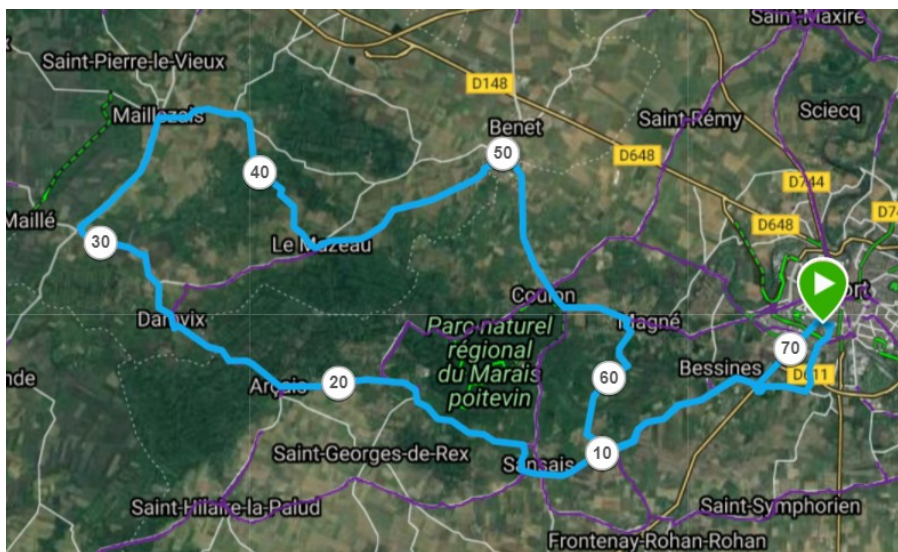 Saint-Maxire
Saint-Pierre-le-Vieux
D148
Maillezais
Sciecq
Saint-Rémy
Benet
D648
50
D744
40
Maillé
D648
30
Le Mazeau
Coulon
Damvix
Magné
Parc naturel
régional
du Marais
poitevin
70
Bessines
60
D611
20
Arçais
10
Saint-Georges-de-Rex
Sansais
Saint-Hilaire-la-Palud
Saint-Symphorien
Frontenay-Rohan-Rohan